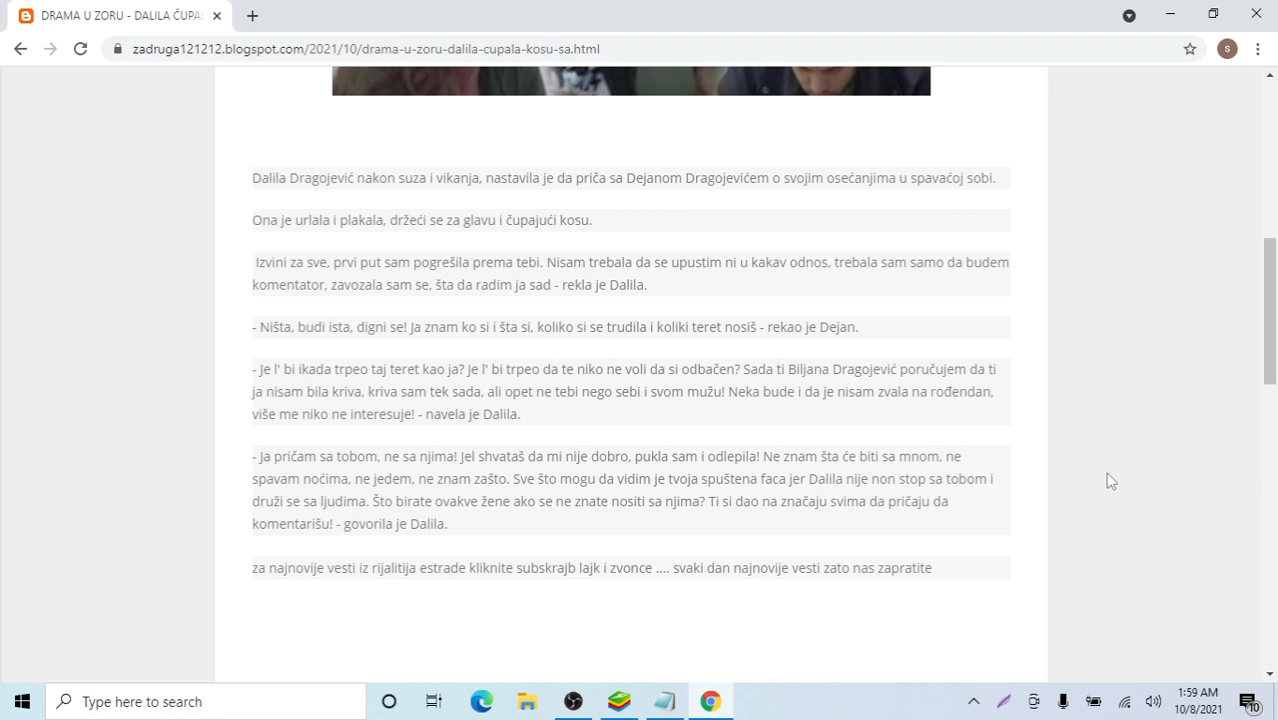 DRAMA U ZORU - DALILA ČUPAL
zadruga121212.blogspot.com/2021/10/drama-u-zoru-dalila-cupala-kosu-sa.html
S
Dalila Dragojević nakon suza i vikanja, nastavila je da priča sa Dejanom Dragojevićem o svojim osećanjima u spavaćoj sobi.
Ona je urlala i plakala, držeći se za glavu i čupajući kosu.
Izvini za sve, prvi put sam pogrešila prema tebi. Nisam trebala da se upustim ni u kakav odnos, trebala sam samo da budem
komentator, zavozala sam se, šta da radim ja sad - rekla je Dalila.
- Ništa, budi ista, digni se! Ja znam ko si i šta si, koliko si se trudila i koliki teret nosiš - rekao je Dejan.
- Je l' bi ikada trpeo taj teret kao ja? Je l' bi trpeo da te niko ne voli da si odbačen? Sada ti Biljana Dragojević poručujem da ti
ja nisam bila kriva, kriva sam tek sada, ali opet ne tebi nego sebi i svom mužu! Neka bude i da je nisam zvala na rođendan,
više me niko ne interesuje! - navela je Dalila.
- Ja pričam sa tobom, ne sa njima! Jel shvataš da mi nije dobro, pukla sam i odlepila! Ne znam šta će biti sa mnom, ne
spavam noćima, ne jedem, ne znam zašto. Sve što mogu da vidim je tvoja spuštena faca jer Dalila nije non stop sa tobom i
druži se sa ljudima. Što birate ovakve žene ako se ne znate nositi sa njima? Ti si dao na značaju svima da pričaju da
komentarišu! - govorila je Dalila.
za najnovije vesti iz rijalitija estrade kliknite subskrajb lajk i zvonce .... svaki dan najnovije vesti zato nas zapratite
Type here to search
1:59 AM
10/8/2021
10